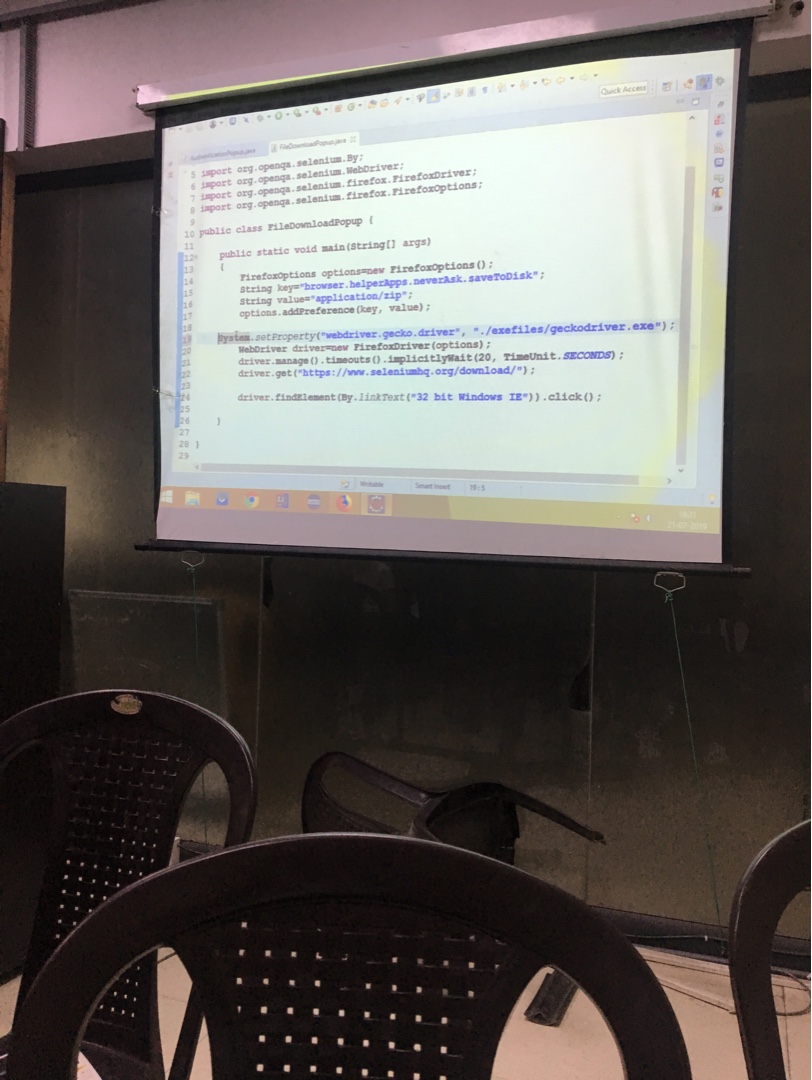 Quick Access
AuthenticationPopup.java FileDownloadPopup.java
5 import org.openqa.selenium.By;
6 import org.openqa.selenium.WebDriver;
7 import org.openqa.selenium.firefox.FirefoxDriver;
8 import org.openqa.selenium.firefox.FirefoxOptions;
9
10 public class FileDownloadPopup {
11
12 public static void main(String[] args)
13 {
14 FirefoxOptions options=new FirefoxOptions();
15 String key="browser.helperApps.neverAsk.saveToDisk";
16 String value="application/zip";
17 options.addPreference(key, value);
18
19 System.setProperty("webdriver.gecko.driver", "./exefiles/geckodriver.exe");
20 WebDriver driver=new FirefoxDriver(options);
21 driver.manage().timeouts().implicitlyWait(20, TimeUnit.SECONDS);
22 driver.get("https://www.seleniumhq.org/download/");
23
24 driver.findElement(By.linkText("32 bit Windows IE")).click();
25
26 }
27
28 }
29
Writable Smart Insert 19 : 5